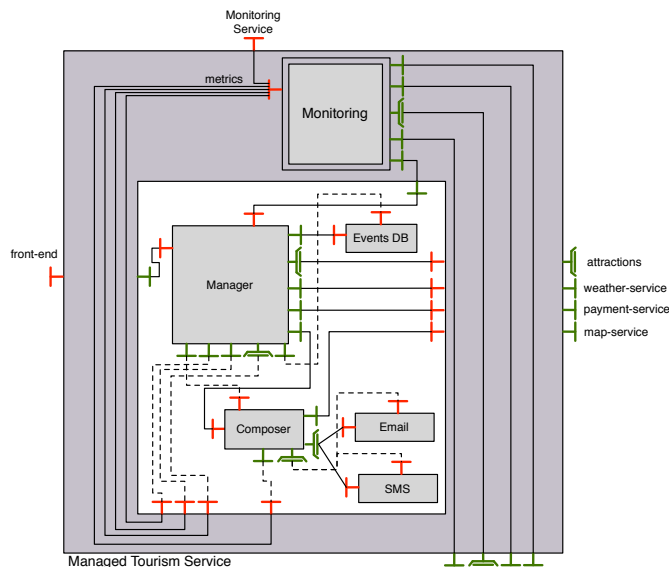 Monitoring
Service
metrics
Monitoring
Events DB
front-end
Manager
attractions
weather-service
payment-service
map-service
Composer
Email
SMS
Managed Tourism Service